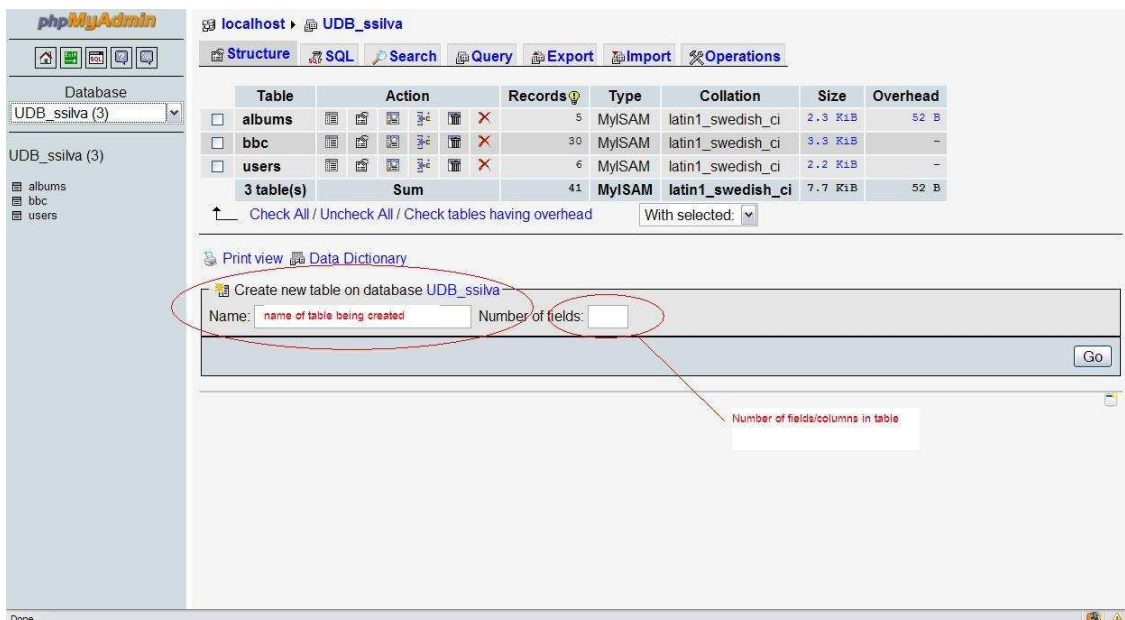 phpMyAdmin
Database
UDB_ssilva (3)
UDB_ssilva (3)
albums
bbc
users
localhost ▸ UDB_ssilva
Structure SQL Search Query Export Import Operations
Table Action Records Type Collation Size Overhead
albums 5 MyISAM latin1_swedish_ci 2.3 KiB 52 B
bbc 30 MyISAM latin1_swedish_ci 3.3 KiB -
users 6 MyISAM latin1_swedish_ci 2.2 KiB -
3 table(s) Sum 41 MyISAM latin1_swedish_ci 7.7 KiB 52 B
Check All / Uncheck All / Check tables having overhead With selected:
Print view Data Dictionary
Create new table on database UDB_ssilva
Name: name of table being created Number of fields:
Go
Number of fields/columns in table
Done